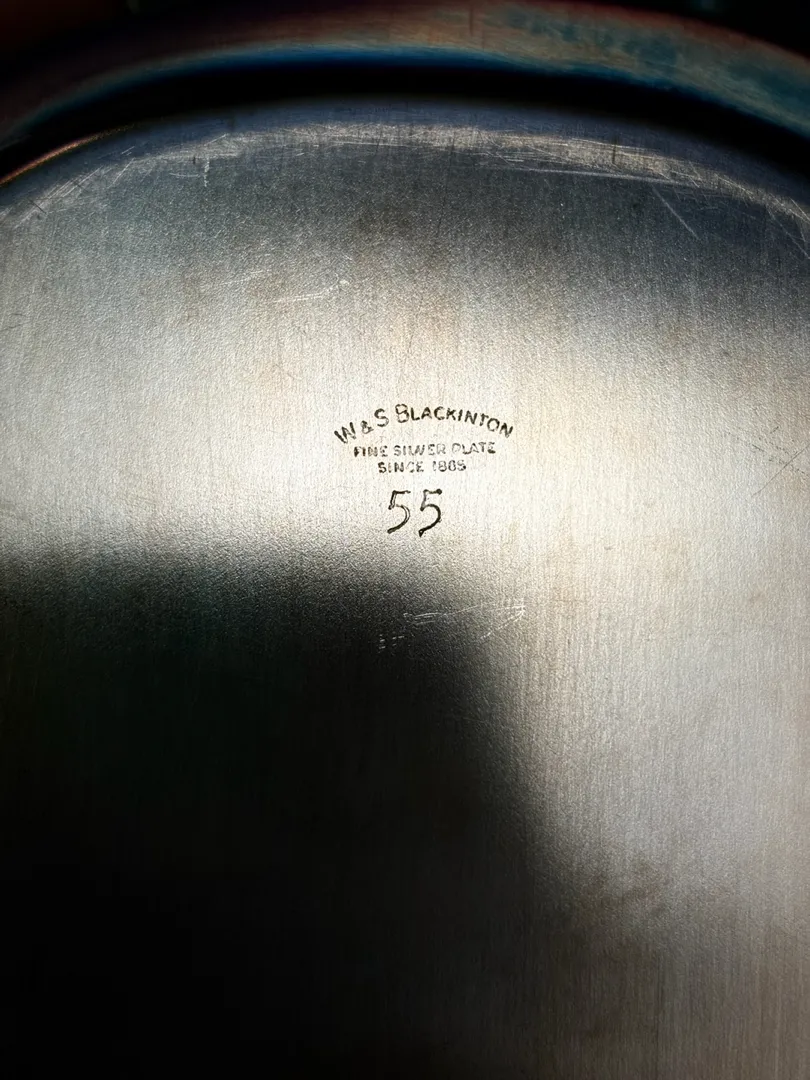 W & S BLACKINTON
FINE SILVER PLATE
SINCE 1865
55